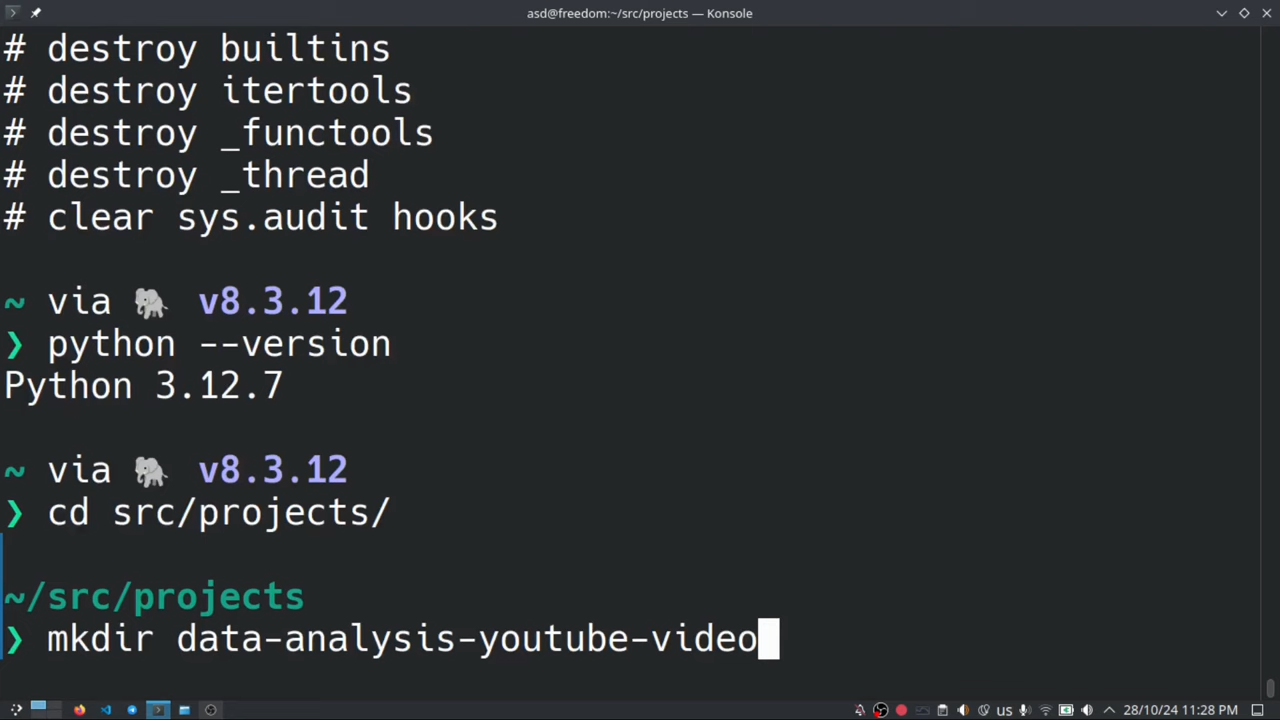 asd@freedom:~/src/projects — Konsole
# destroy builtins
# destroy itertools
# destroy _functools
# destroy _thread
# clear sys.audit hooks
~ via 🐘 v8.3.12
❯ python --version
Python 3.12.7
~ via 🐘 v8.3.12
❯ cd src/projects/
~/src/projects
❯ mkdir data-analysis-youtube-video
us 28/10/24 11:28 PM